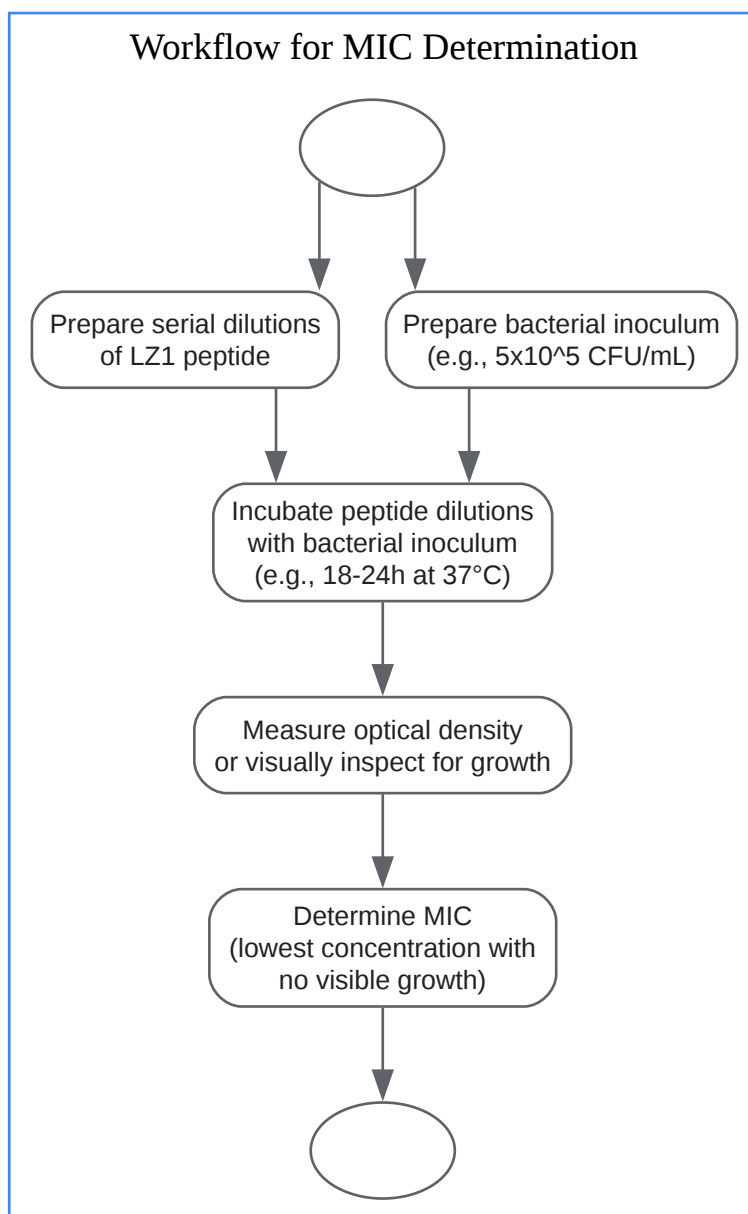 Workflow for MIC Determination
Prepare serial dilutions
of LZ1 peptide
Prepare bacterial inoculum
(e.g., 5x10^5 CFU/mL)
Incubate peptide dilutions
with bacterial inoculum
(e.g., 18-24h at 37°C)
Measure optical density
or visually inspect for growth
Determine MIC
(lowest concentration with
no visible growth)